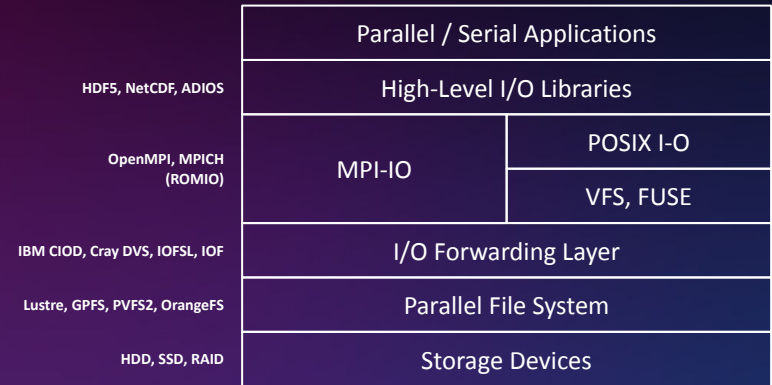 Parallel / Serial Applications
HDF5, NetCDF, ADIOS
High-Level I/O Libraries
OpenMPI, MPICH
(ROMIO)
MPI-IO
POSIX I-O
VFS, FUSE
IBM CIOD, Cray DVS, IOFSL, IOF
I/O Forwarding Layer
Lustre, GPFS, PVFS2, OrangeFS
Parallel File System
HDD, SSD, RAID
Storage Devices